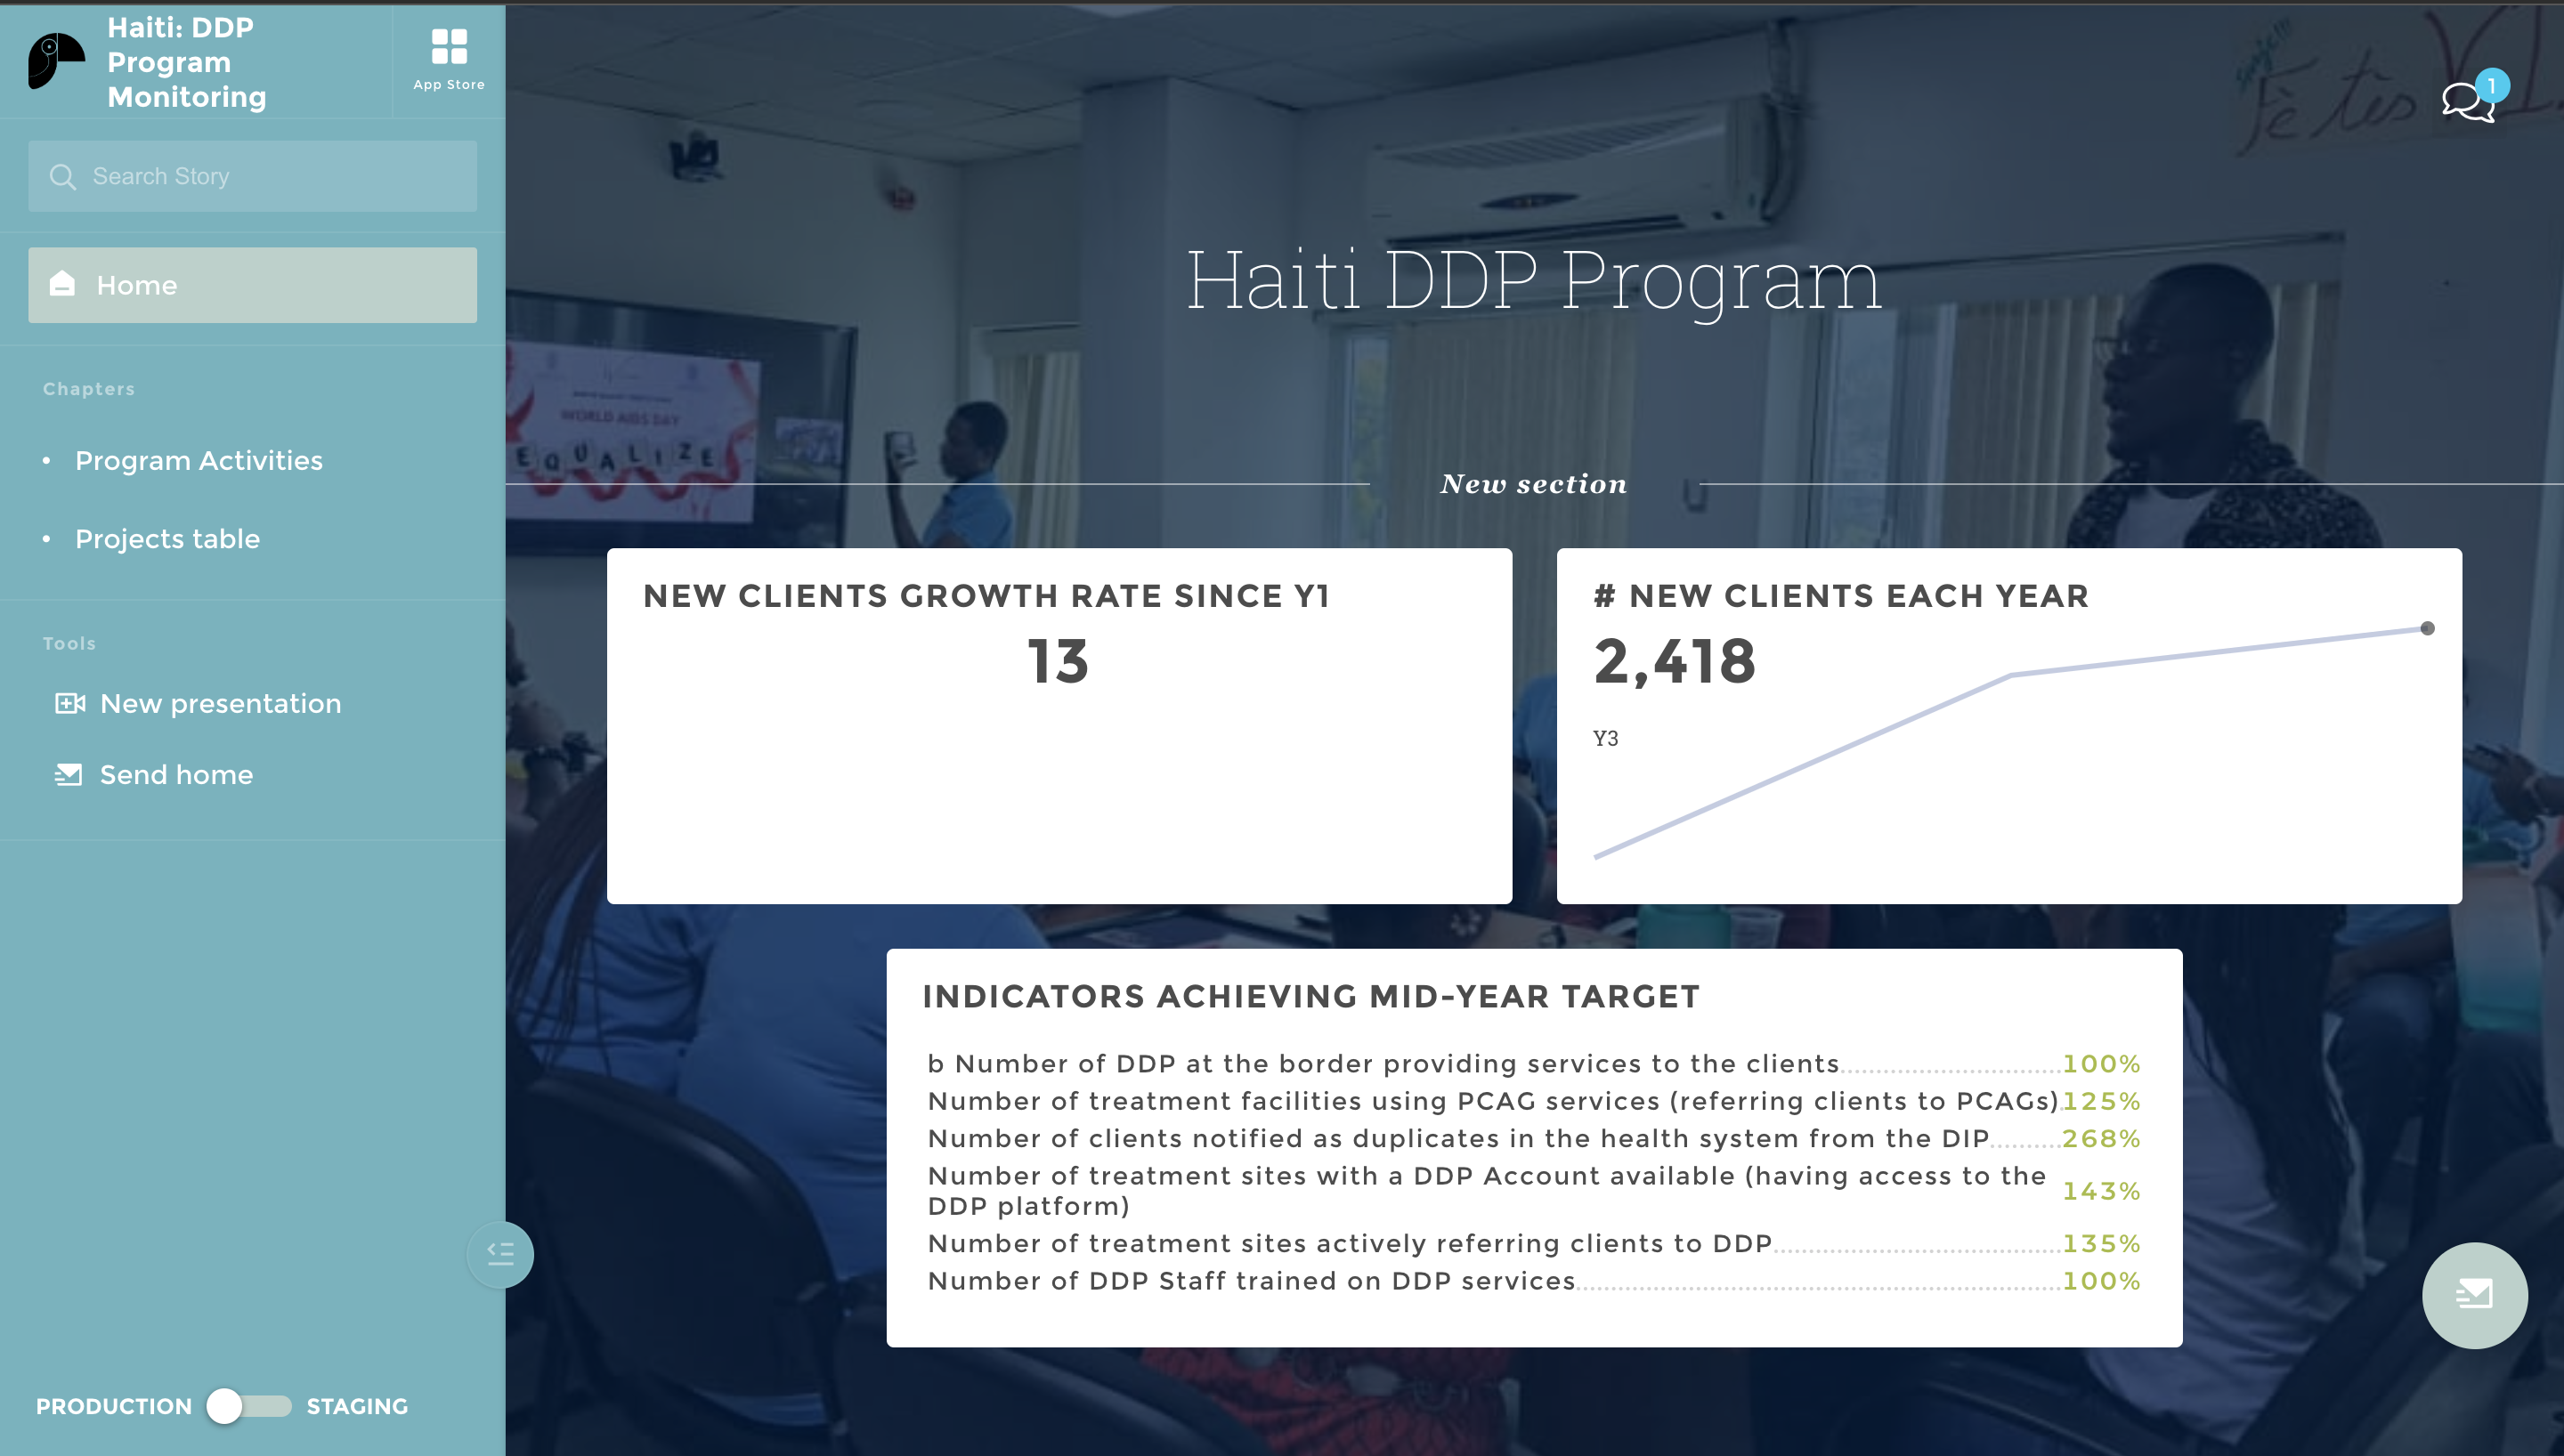 Haiti: DDP
Program
Monitoring
App Store
Search Story
Home
Chapters
• Program Activities
• Projects table
Tools
New presentation
Send home
PRODUCTION
STAGING
1
Fè tes
Haiti DDP Program
WORLD AIDS DAY
EQUALIZE
New section
NEW CLIENTS GROWTH RATE SINCE Y1
13
# NEW CLIENTS EACH YEAR
2,418
Y3
INDICATORS ACHIEVING MID-YEAR TARGET
b Number of DDP at the border providing services to the clients 100%
Number of treatment facilities using PCAG services (referring clients to PCAGs) 125%
Number of clients notified as duplicates in the health system from the DIP 268%
Number of treatment sites with a DDP Account available (having access to the
DDP platform) 143%
Number of treatment sites actively referring clients to DDP 135%
Number of DDP Staff trained on DDP services 100%